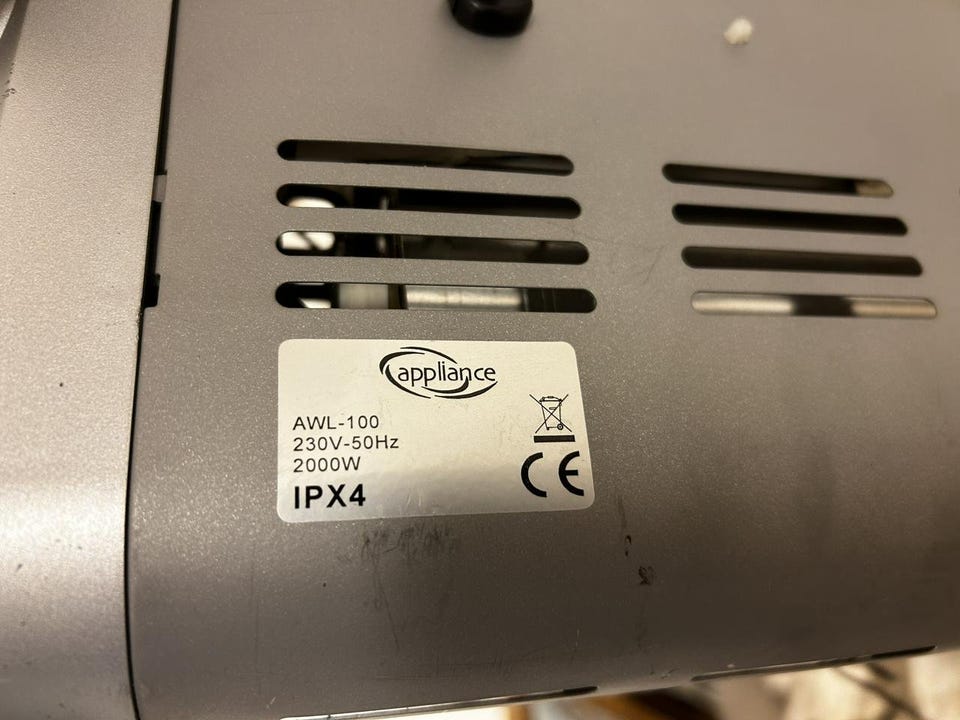 appliance
AWL-100
230V-50Hz
2000W
IPX4
CE